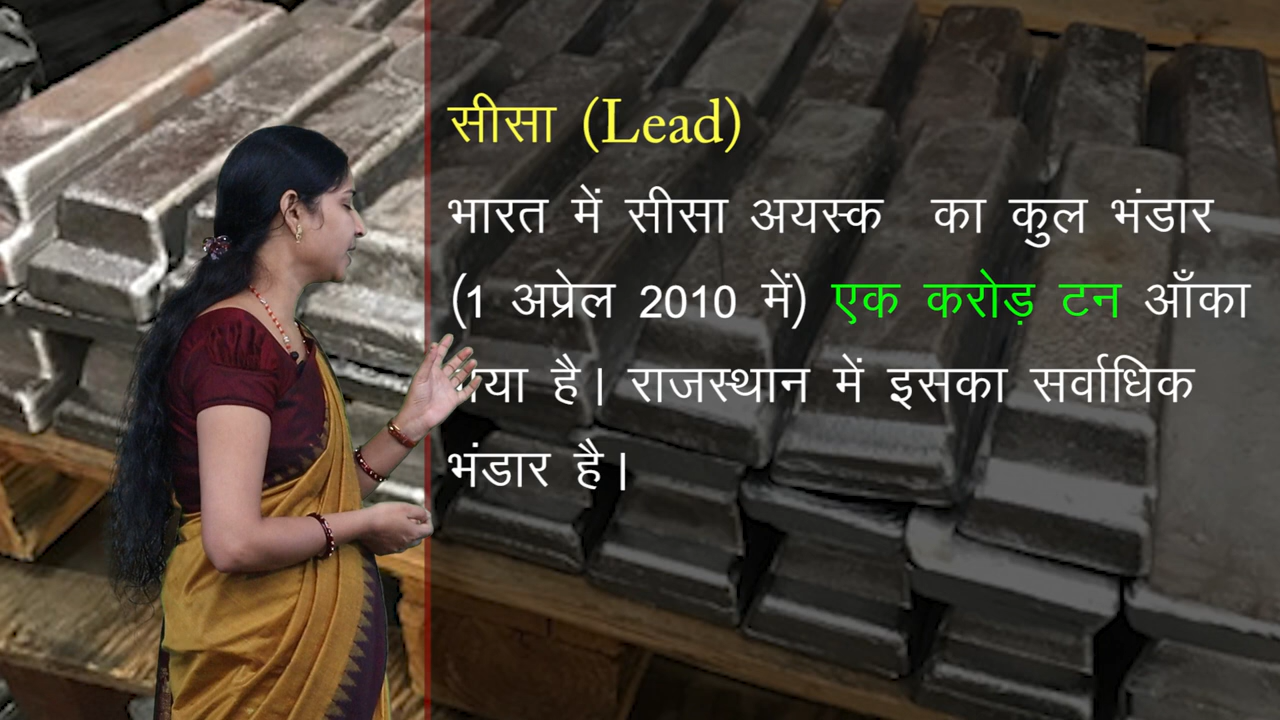 सीसा (Lead)
भारत में सीसा अयस्क का कुल भंडार
(1 अप्रेल 2010 में) एक करोड़ टन आँका
है। राजस्थान में इसका सर्वाधिक
भंडार है।